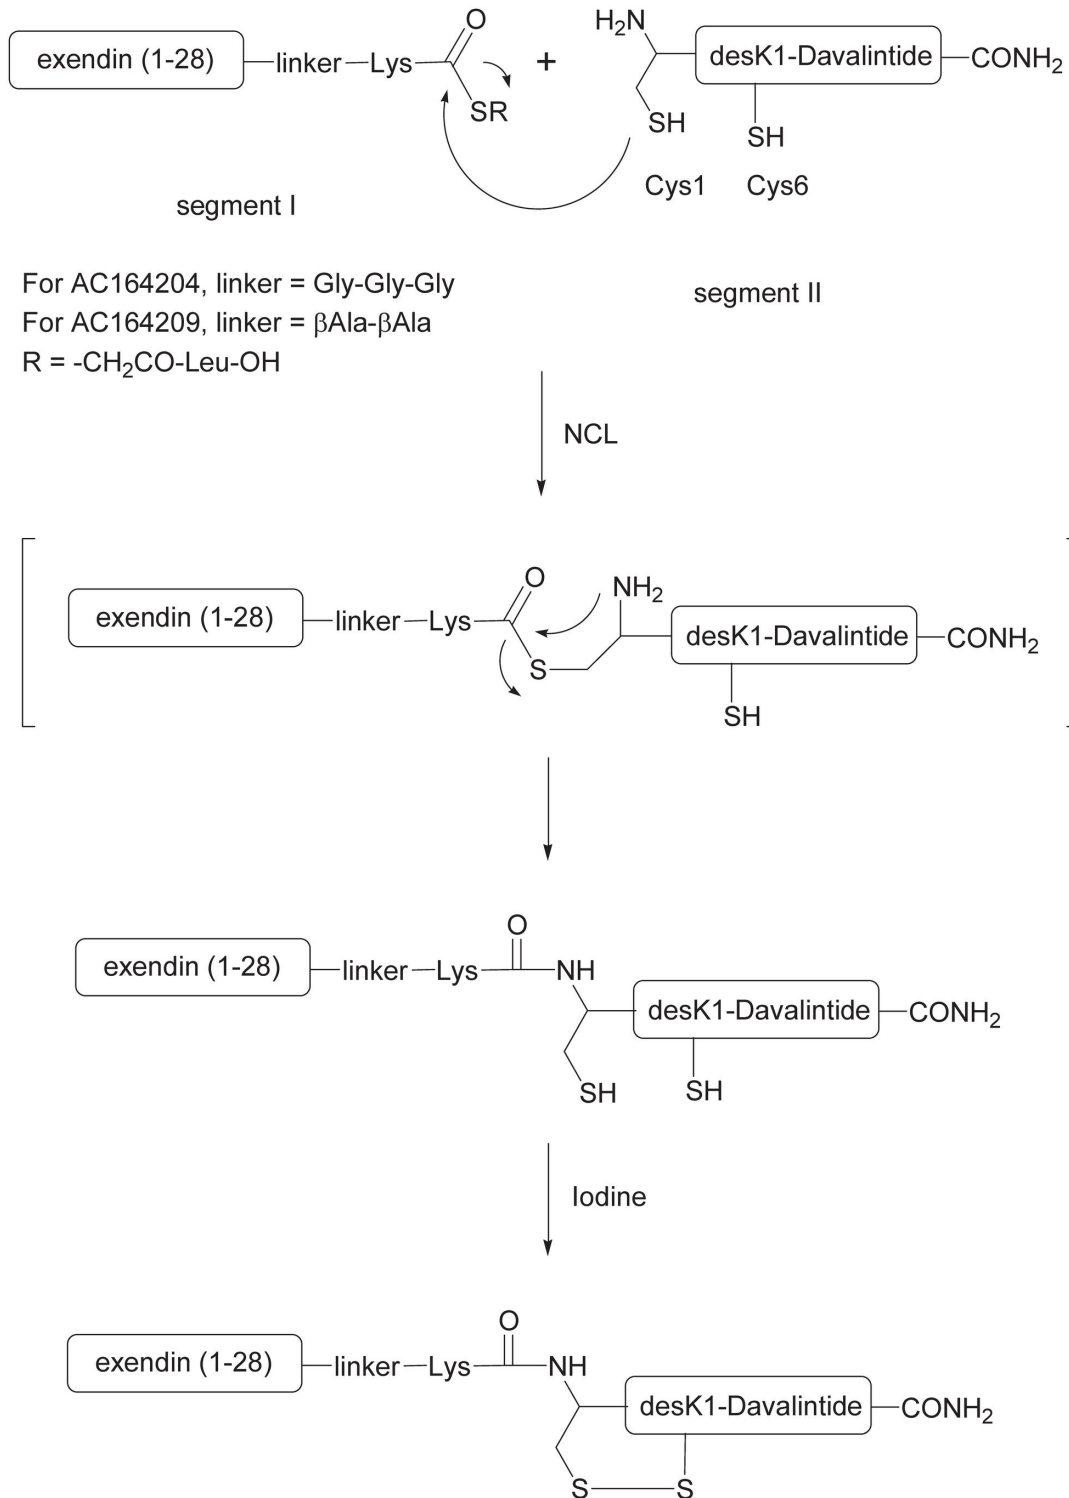 exendin (1-28) linker Lys O SR + H₂N SH desK1-Davalintide CONH₂ SH
Cys1 Cys6
segment I
segment II
For AC164204, linker = Gly-Gly-Gly
For AC164209, linker = βAla-βAla
R = -CH₂CO-Leu-OH
NCL
exendin (1-28) linker Lys O S NH₂ desK1-Davalintide CONH₂ SH
exendin (1-28) linker Lys O NH SH desK1-Davalintide CONH₂ SH
Iodine
exendin (1-28) linker Lys O NH desK1-Davalintide CONH₂ S S